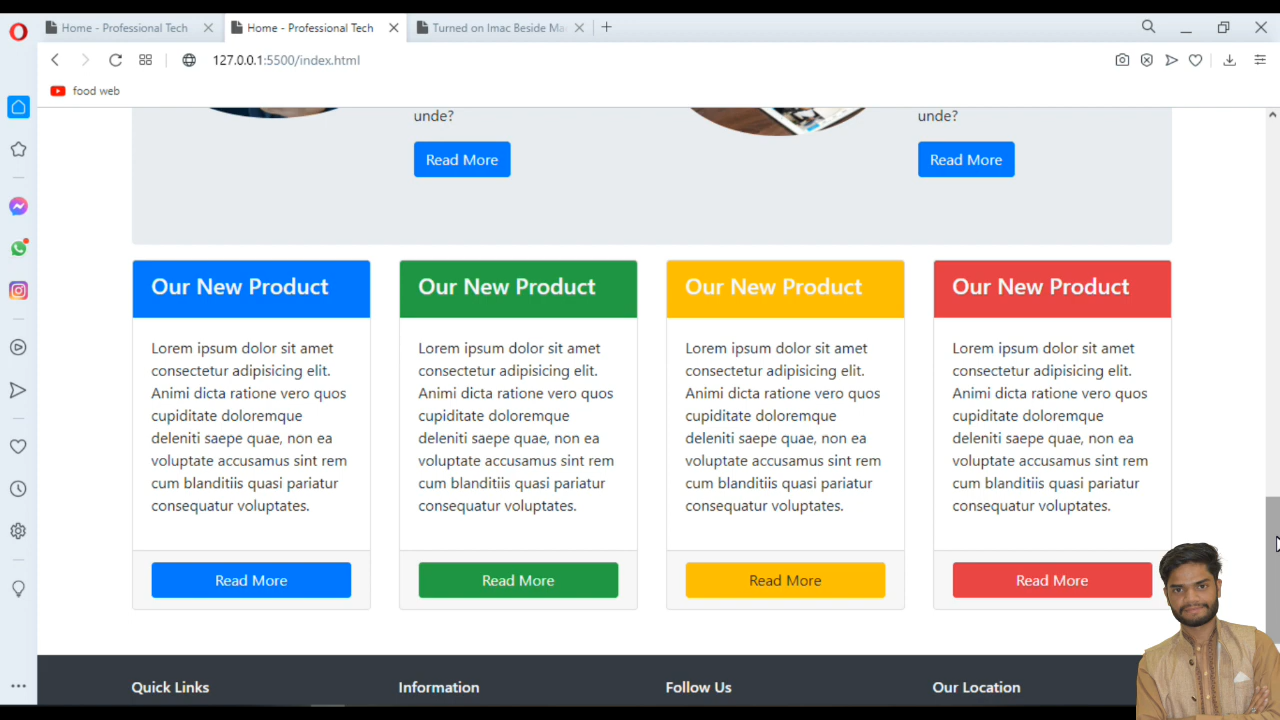 Home - Professional Tech
Home - Professional Tech
Turned on Imac Beside Ma
127.0.0.1:5500/index.html
food web
unde?
unde?
Read More
Read More
Our New Product
Lorem ipsum dolor sit amet
consectetur adipisicing elit.
Animi dicta ratione vero quos
cupiditate doloremque
deleniti saepe quae, non ea
voluptate accusamus sint rem
cum blanditiis quasi pariatur
consequatur voluptates.
Read More
Our New Product
Lorem ipsum dolor sit amet
consectetur adipisicing elit.
Animi dicta ratione vero quos
cupiditate doloremque
deleniti saepe quae, non ea
voluptate accusamus sint rem
cum blanditiis quasi pariatur
consequatur voluptates.
Read More
Our New Product
Lorem ipsum dolor sit amet
consectetur adipisicing elit.
Animi dicta ratione vero quos
cupiditate doloremque
deleniti saepe quae, non ea
voluptate accusamus sint rem
cum blanditiis quasi pariatur
consequatur voluptates.
Read More
Our New Product
Lorem ipsum dolor sit amet
consectetur adipisicing elit.
Animi dicta ratione vero quos
cupiditate doloremque
deleniti saepe quae, non ea
voluptate accusamus sint rem
cum blanditiis quasi pariatur
consequatur voluptates.
Read More
Quick Links
Information
Follow Us
Our Location